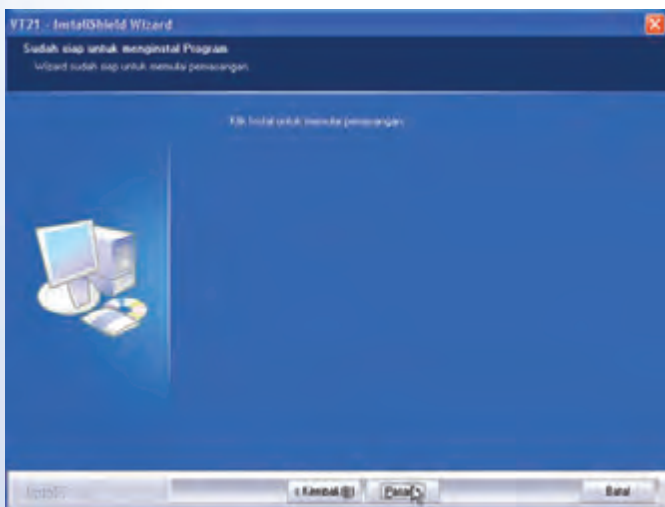 VT21 - InstallShield Wizard
Sudah siap untuk menginstal Program
Wizard sudah siap untuk memulai pemasangan.
Klik Instal untuk memulai pemasangan.
< Kembali (B)
Batal